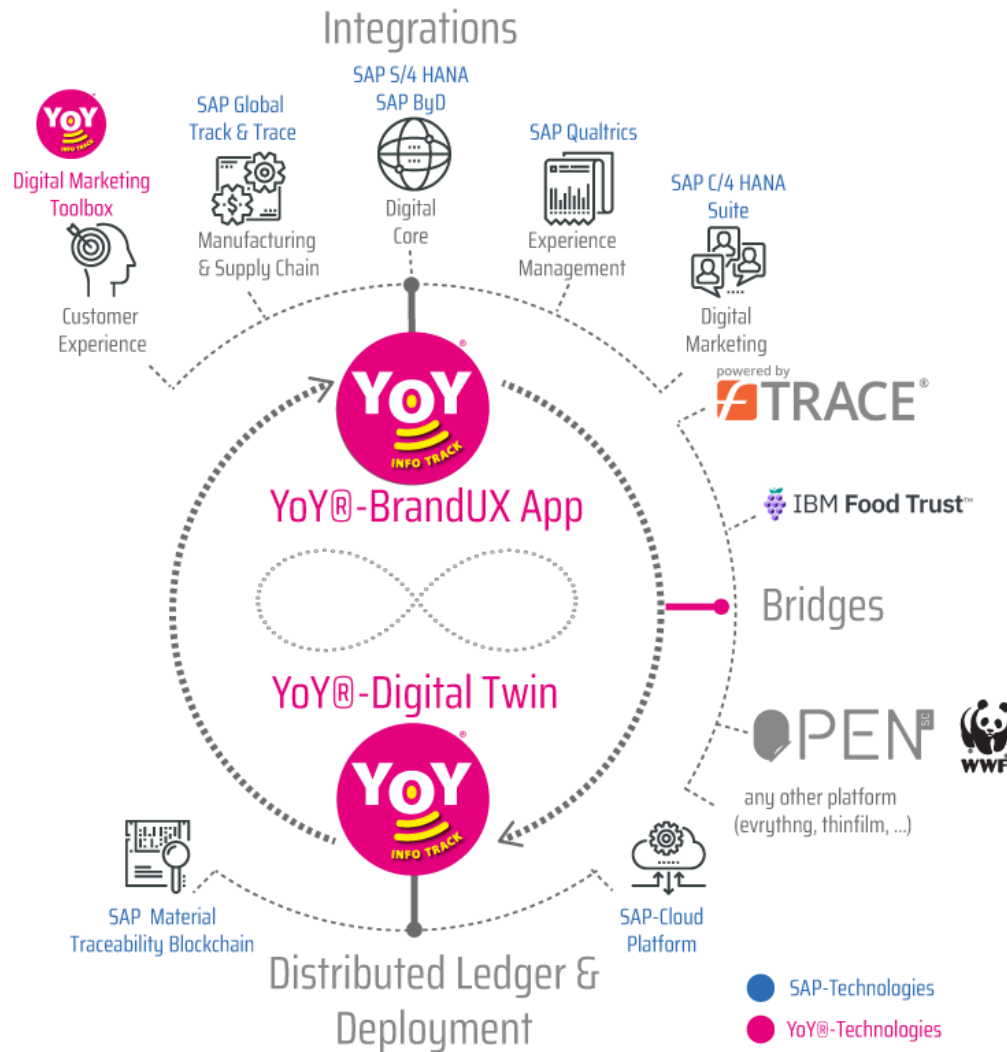 Integrations
YOY
INFO TRACK
®
Digital Marketing
Toolbox
Customer
Experience
SAP Global
Track & Trace
$
Manufacturing
& Supply Chain
SAP S/4 HANA
SAP ByD
Digital
Core
SAP Qualtrics
Experience
Management
SAP C/4 HANA
Suite
Digital
Marketing
powered by
fTRACE®
IBM Food Trust™
Bridges
OPEN SC
WWF
any other platform
(evrythng, thinfilm, ...)
®
YOY
INFO TRACK
YoY®-BrandUX App
YoY®-Digital Twin
®
YOY
INFO TRACK
SAP Material
Traceability Blockchain
SAP-Cloud
Platform
Distributed Ledger &
Deployment
SAP-Technologies
YoY®-Technologies